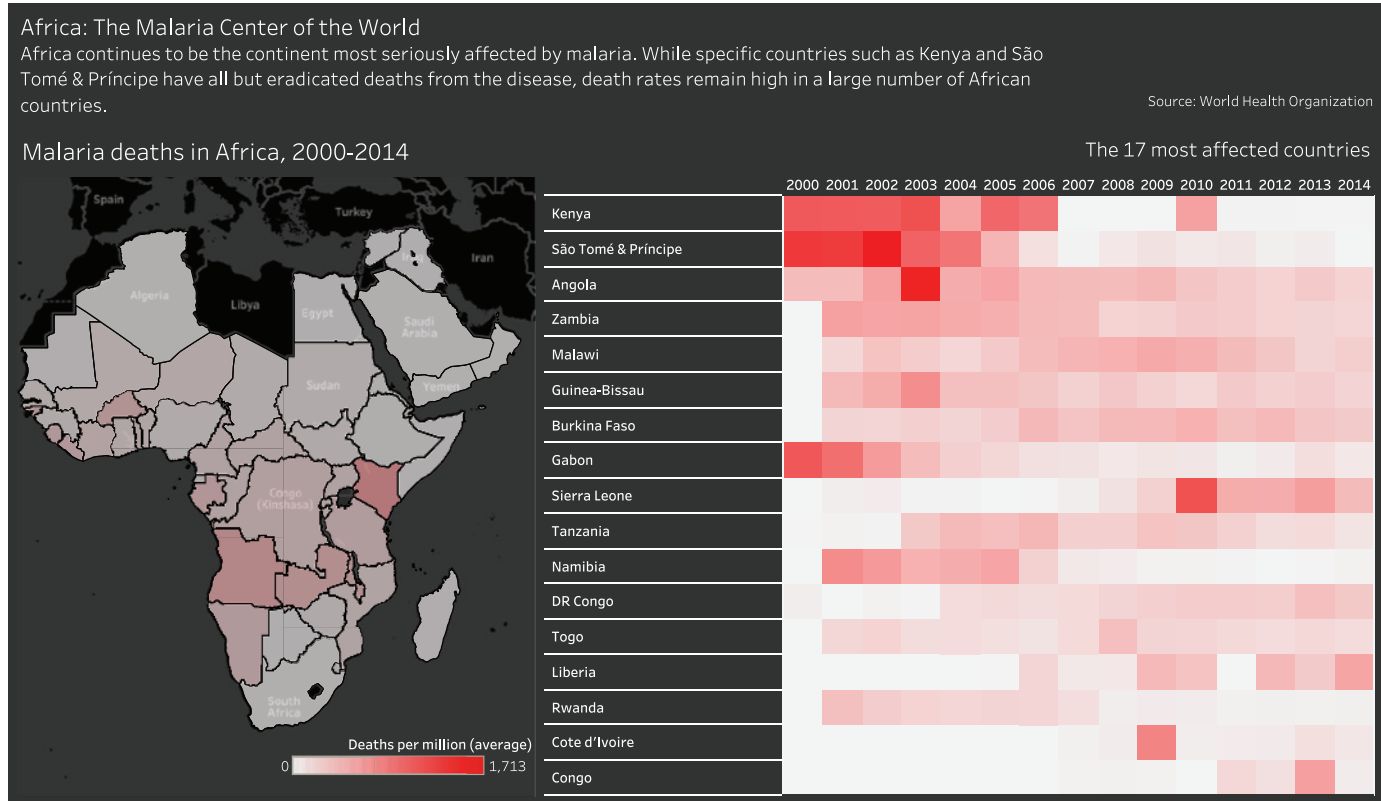 Africa: The Malaria Center of the World
Africa continues to be the continent most seriously affected by malaria. While specific countries such as Kenya and São
Tomé & Príncipe have all but eradicated deaths from the disease, death rates remain high in a large number of African
countries.
Source: World Health Organization
Malaria deaths in Africa, 2000-2014
The 17 most affected countries
Spain
Turkey
Iraq
Iran
Algeria
Libya
Egypt
Saudi
Arabia
Sudan
Yemen
Congo
(Kinshasa)
South
Africa
Deaths per million (average)
0 1,713
2000 2001 2002 2003 2004 2005 2006 2007 2008 2009 2010 2011 2012 2013 2014
Kenya
São Tomé & Príncipe
Angola
Zambia
Malawi
Guinea-Bissau
Burkina Faso
Gabon
Sierra Leone
Tanzania
Namibia
DR Congo
Togo
Liberia
Rwanda
Cote d'Ivoire
Congo